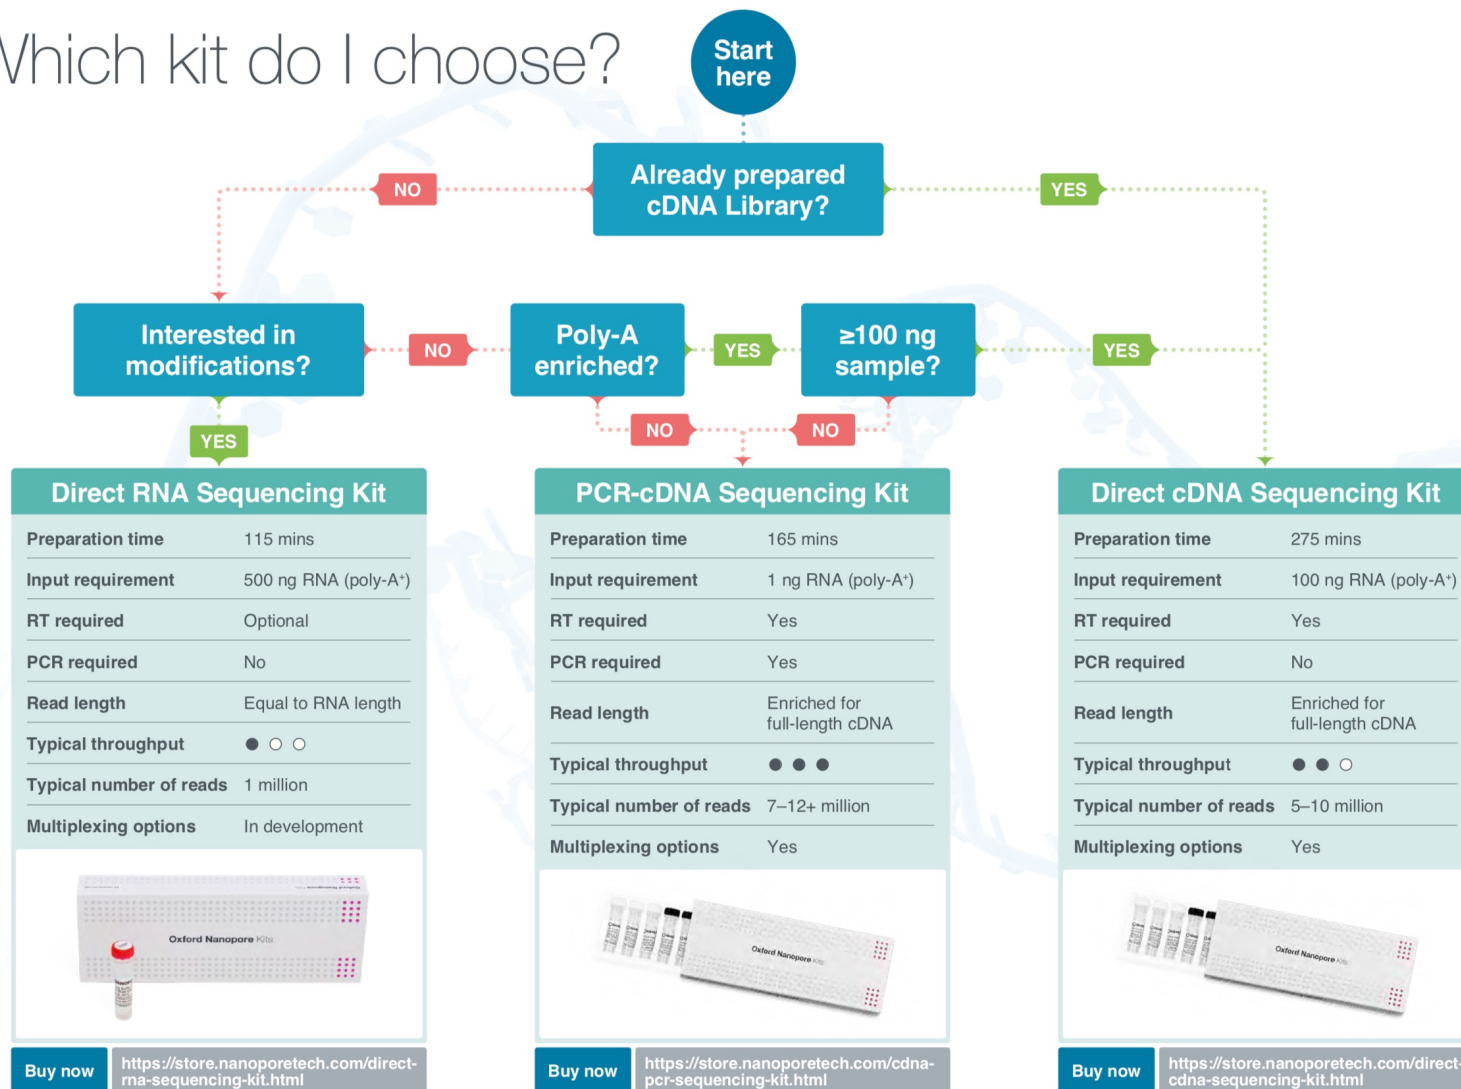 Which kit do I choose?
Start
here
Already prepared
cDNA Library?
NO
YES
Interested in
modifications?
NO
Poly-A
enriched?
YES
≥100 ng
sample?
YES
YES
NO
NO
Direct RNA Sequencing Kit
Preparation time 115 mins
Input requirement 500 ng RNA (poly-A⁺)
RT required Optional
PCR required No
Read length Equal to RNA length
Typical throughput ● ○ ○
Typical number of reads 1 million
Multiplexing options In development
Oxford Nanopore Kits
Buy now
https://store.nanoporetech.com/direct-
rna-sequencing-kit.html
PCR-cDNA Sequencing Kit
Preparation time 165 mins
Input requirement 1 ng RNA (poly-A⁺)
RT required Yes
PCR required Yes
Read length Enriched for
full-length cDNA
Typical throughput ● ● ●
Typical number of reads 7–12+ million
Multiplexing options Yes
Oxford Nanopore Kits
Buy now
https://store.nanoporetech.com/cdna-
pcr-sequencing-kit.html
Direct cDNA Sequencing Kit
Preparation time 275 mins
Input requirement 100 ng RNA (poly-A⁺)
RT required Yes
PCR required No
Read length Enriched for
full-length cDNA
Typical throughput ● ● ○
Typical number of reads 5–10 million
Multiplexing options Yes
Oxford Nanopore Kits
Buy now
https://store.nanoporetech.com/direct-
cdna-sequencing-kit.html